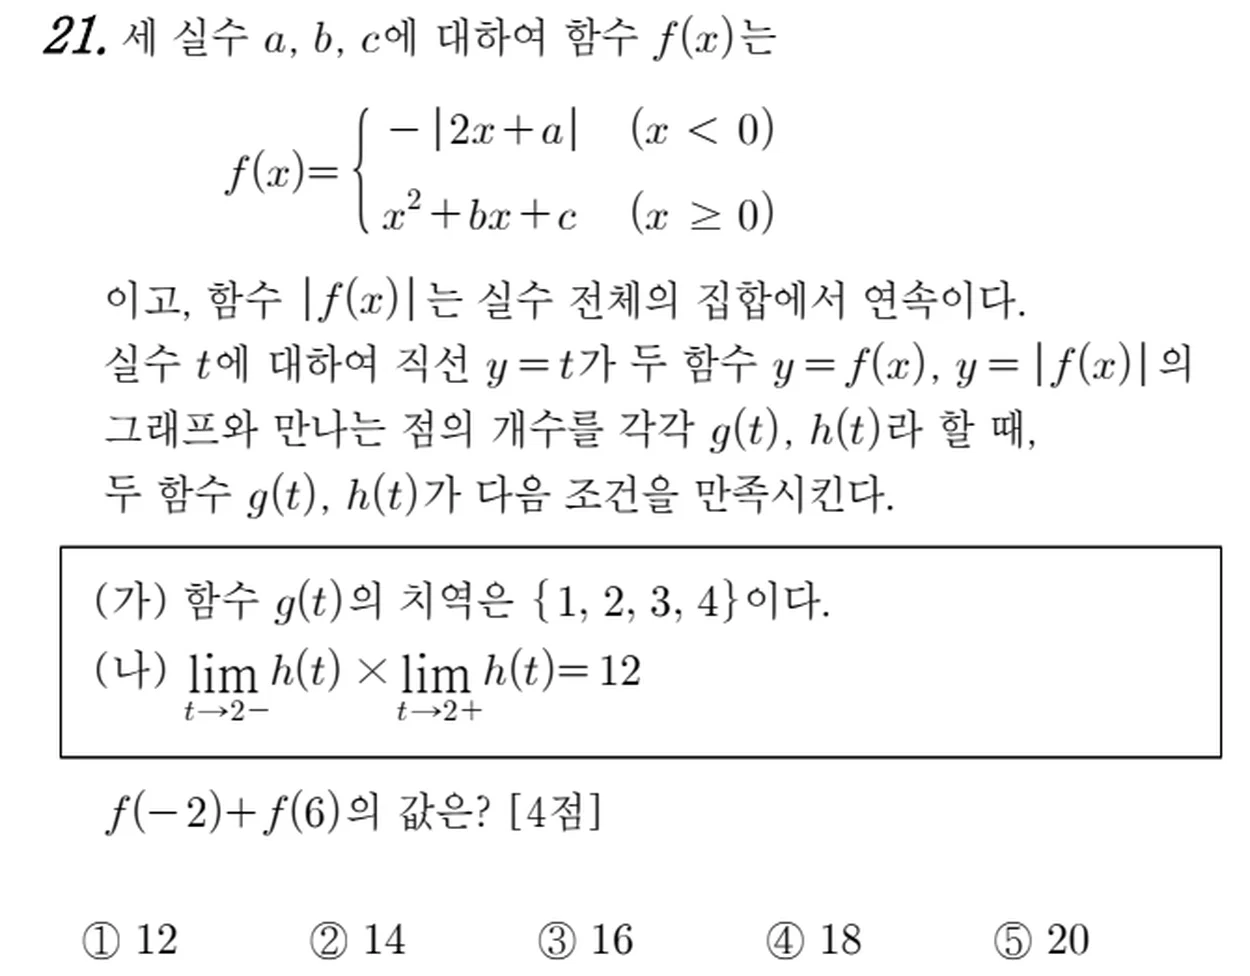 21. 세 실수 a, b, c에 대하여 함수 f(x)는
f(x)= { -|2x+a| (x < 0)
x²+bx+c (x ≥ 0)
이고, 함수 |f(x)|는 실수 전체의 집합에서 연속이다.
실수 t에 대하여 직선 y=t가 두 함수 y=f(x), y=|f(x)|의
그래프와 만나는 점의 개수를 각각 g(t), h(t)라 할 때,
두 함수 g(t), h(t)가 다음 조건을 만족시킨다.
(가) 함수 g(t)의 치역은 {1, 2, 3, 4}이다.
(나) lim h(t) × lim h(t)=12
t→2- t→2+
f(-2)+f(6)의 값은? [4점]
① 12 ② 14 ③ 16 ④ 18 ⑤ 20